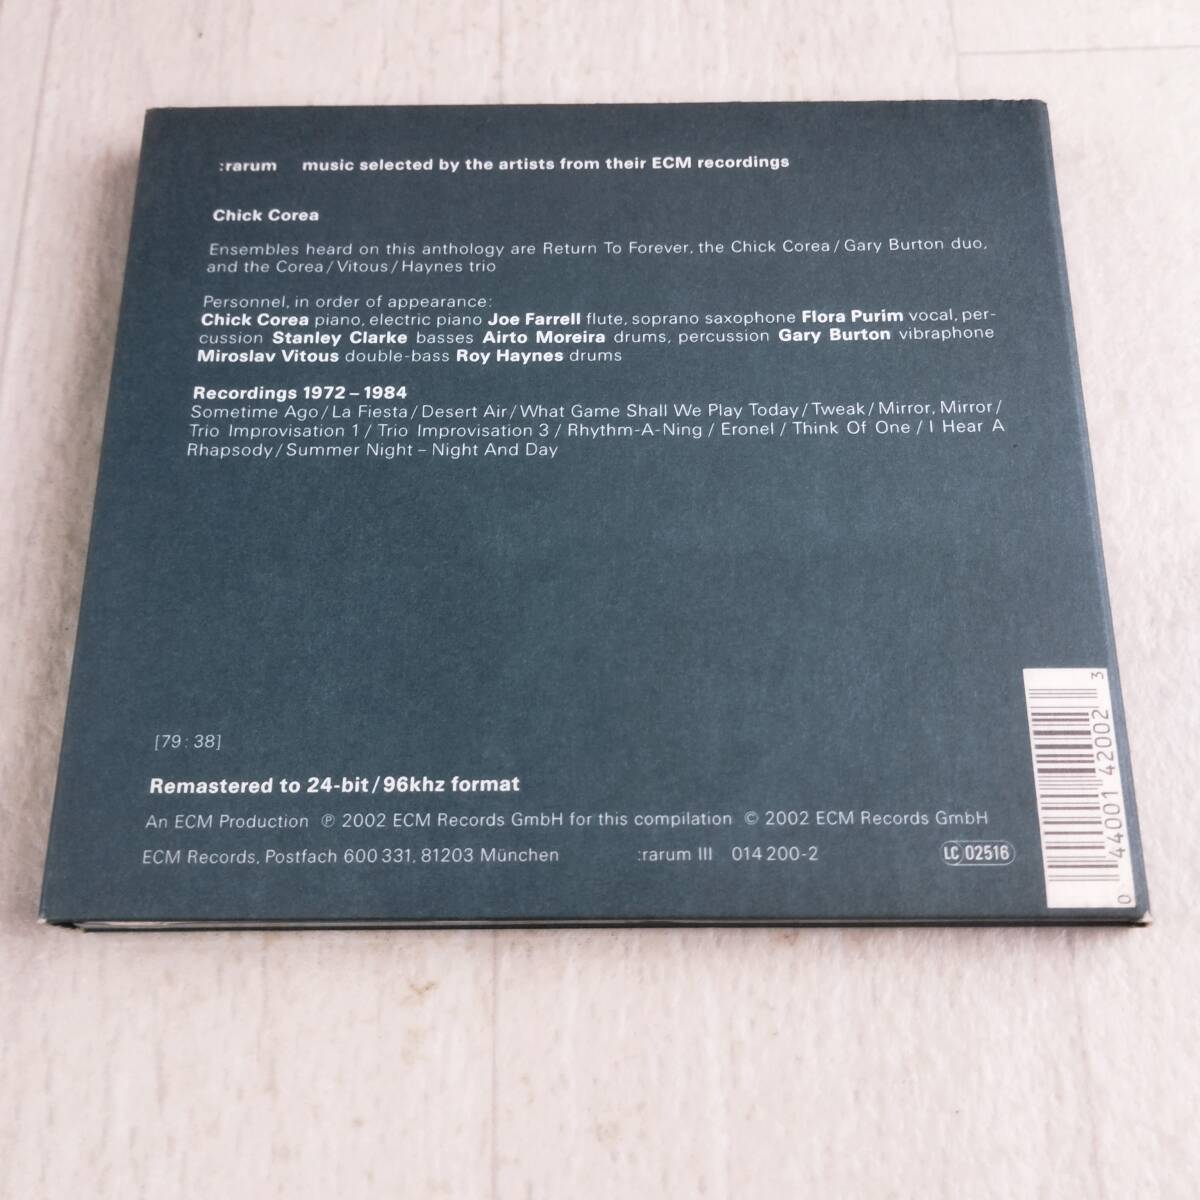 :rarum music selected by the artists from their ECM recordings
Chick Corea
Ensembles heard on this anthology are Return To Forever, the Chick Corea / Gary Burton duo,
and the Corea / Vitous / Haynes trio
Personnel, in order of appearance:
Chick Corea piano, electric piano Joe Farrell flute, soprano saxophone Flora Purim vocal, per-
cussion Stanley Clarke basses Airto Moreira drums, percussion Gary Burton vibraphone
Miroslav Vitous double-bass Roy Haynes drums
Recordings 1972 – 1984
Sometime Ago / La Fiesta / Desert Air / What Game Shall We Play Today / Tweak / Mirror, Mirror /
Trio Improvisation 1 / Trio Improvisation 3 / Rhythm-A-Ning / Eronel / Think Of One / I Hear A
Rhapsody / Summer Night – Night And Day
[79 : 38]
Remastered to 24-bit / 96khz format
An ECM Production ℗ 2002 ECM Records GmbH for this compilation © 2002 ECM Records GmbH
ECM Records, Postfach 600 331, 81203 München :rarum III 014 200-2 LC 02516
0 44001 42002 3